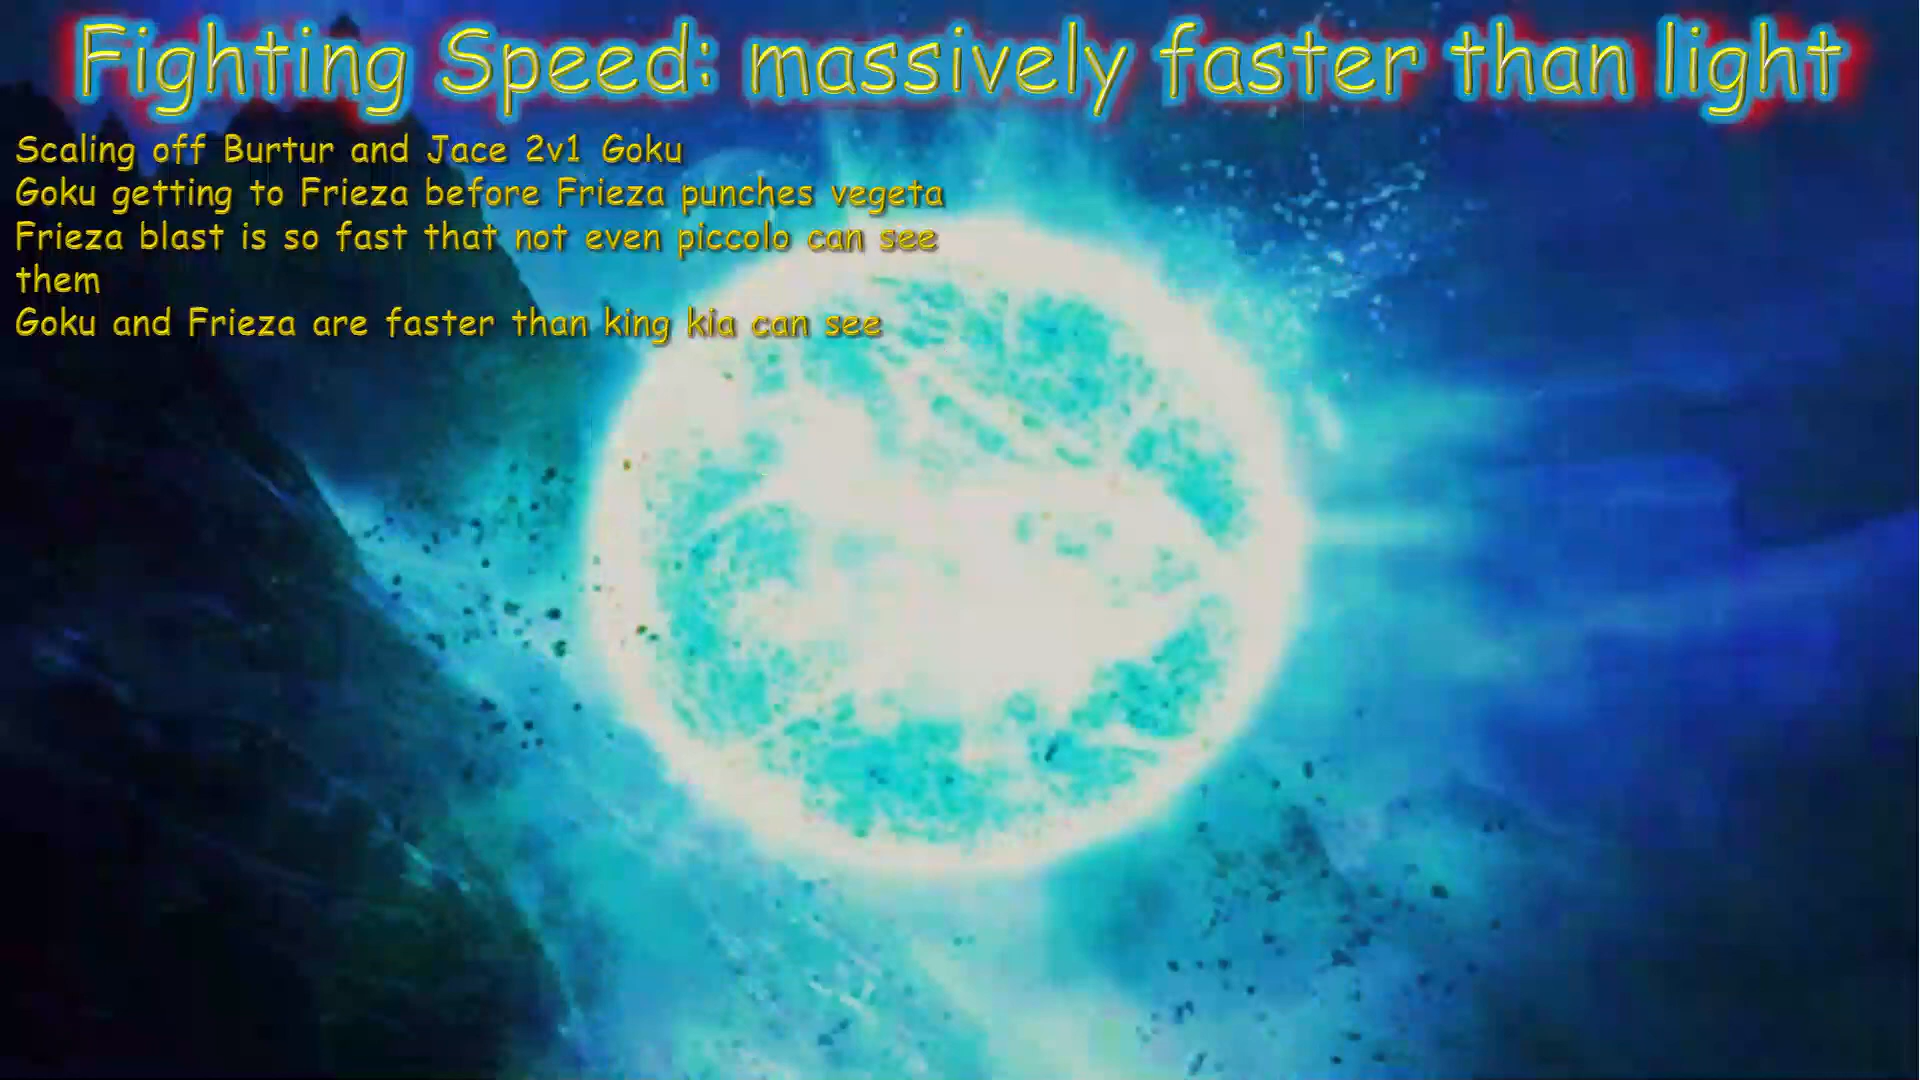 Fighting Speed: massively faster than light
Scaling off Burtur and Jace 2v1 Goku
Goku getting to Frieza before Frieza punches vegeta
Frieza blast is so fast that not even piccolo can see
them
Goku and Frieza are faster than king kia can see